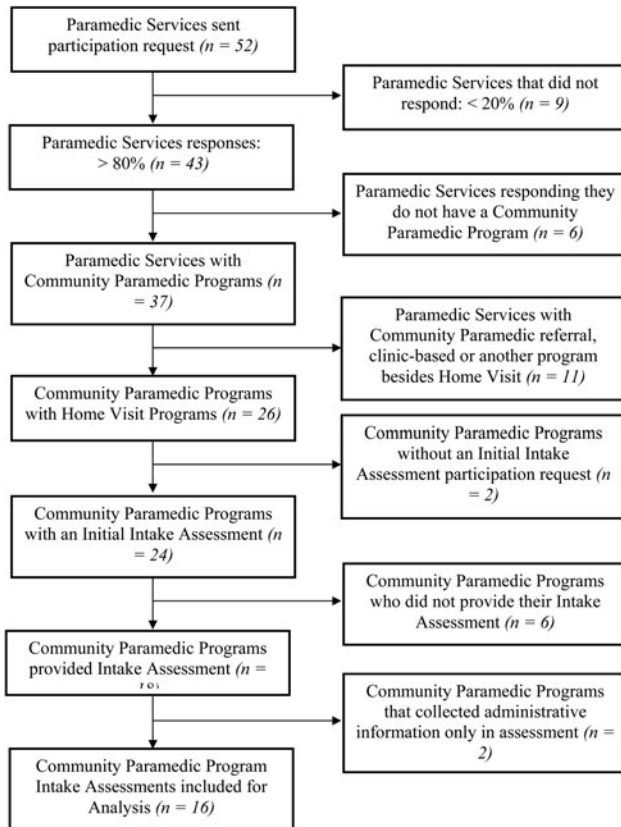 Paramedic Services sent
participation request (n = 52)
Paramedic Services that did not
respond: < 20% (n = 9)
Paramedic Services responses:
> 80% (n = 43)
Paramedic Services responding they
do not have a Community
Paramedic Program (n = 6)
Paramedic Services with
Community Paramedic Programs (n
= 37)
Paramedic Services with
Community Paramedic referral,
clinic-based or another program
besides Home Visit (n = 11)
Community Paramedic Programs
with Home Visit Programs (n = 26)
Community Paramedic Programs
without an Initial Intake
Assessment participation request (n
= 2)
Community Paramedic Programs
with an Initial Intake Assessment (n
= 24)
Community Paramedic Programs
who did not provide their Intake
Assessment (n = 6)
Community Paramedic Programs
provided Intake Assessment (n =
Community Paramedic Programs
that collected administrative
information only in assessment (n =
2)
Community Paramedic Program
Intake Assessments included for
Analysis (n = 16)